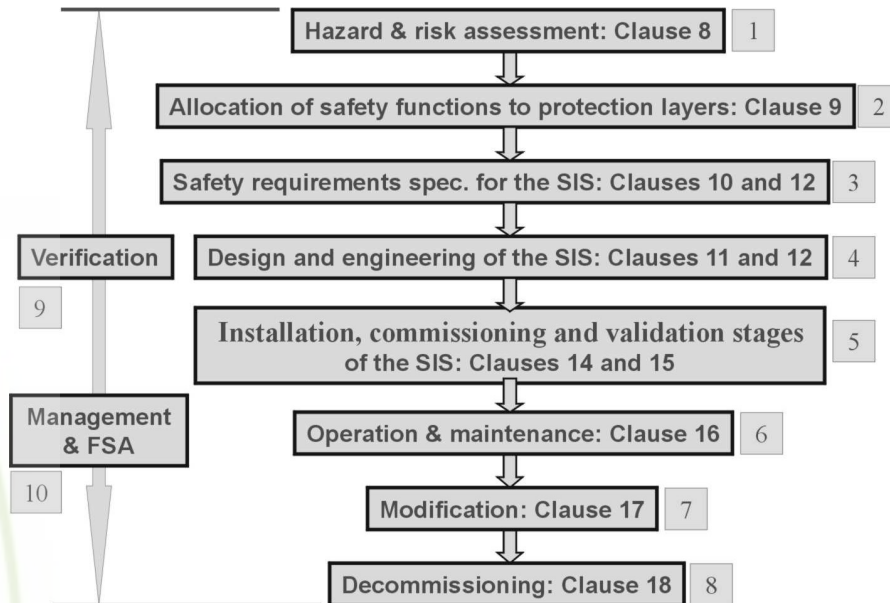 Hazard & risk assessment: Clause 8
1
Allocation of safety functions to protection layers: Clause 9
2
Safety requirements spec. for the SIS: Clauses 10 and 12
3
Verification
9
Design and engineering of the SIS: Clauses 11 and 12
4
Installation, commissioning and validation stages
of the SIS: Clauses 14 and 15
5
Management
& FSA
10
Operation & maintenance: Clause 16
6
Modification: Clause 17
7
Decommissioning: Clause 18
8